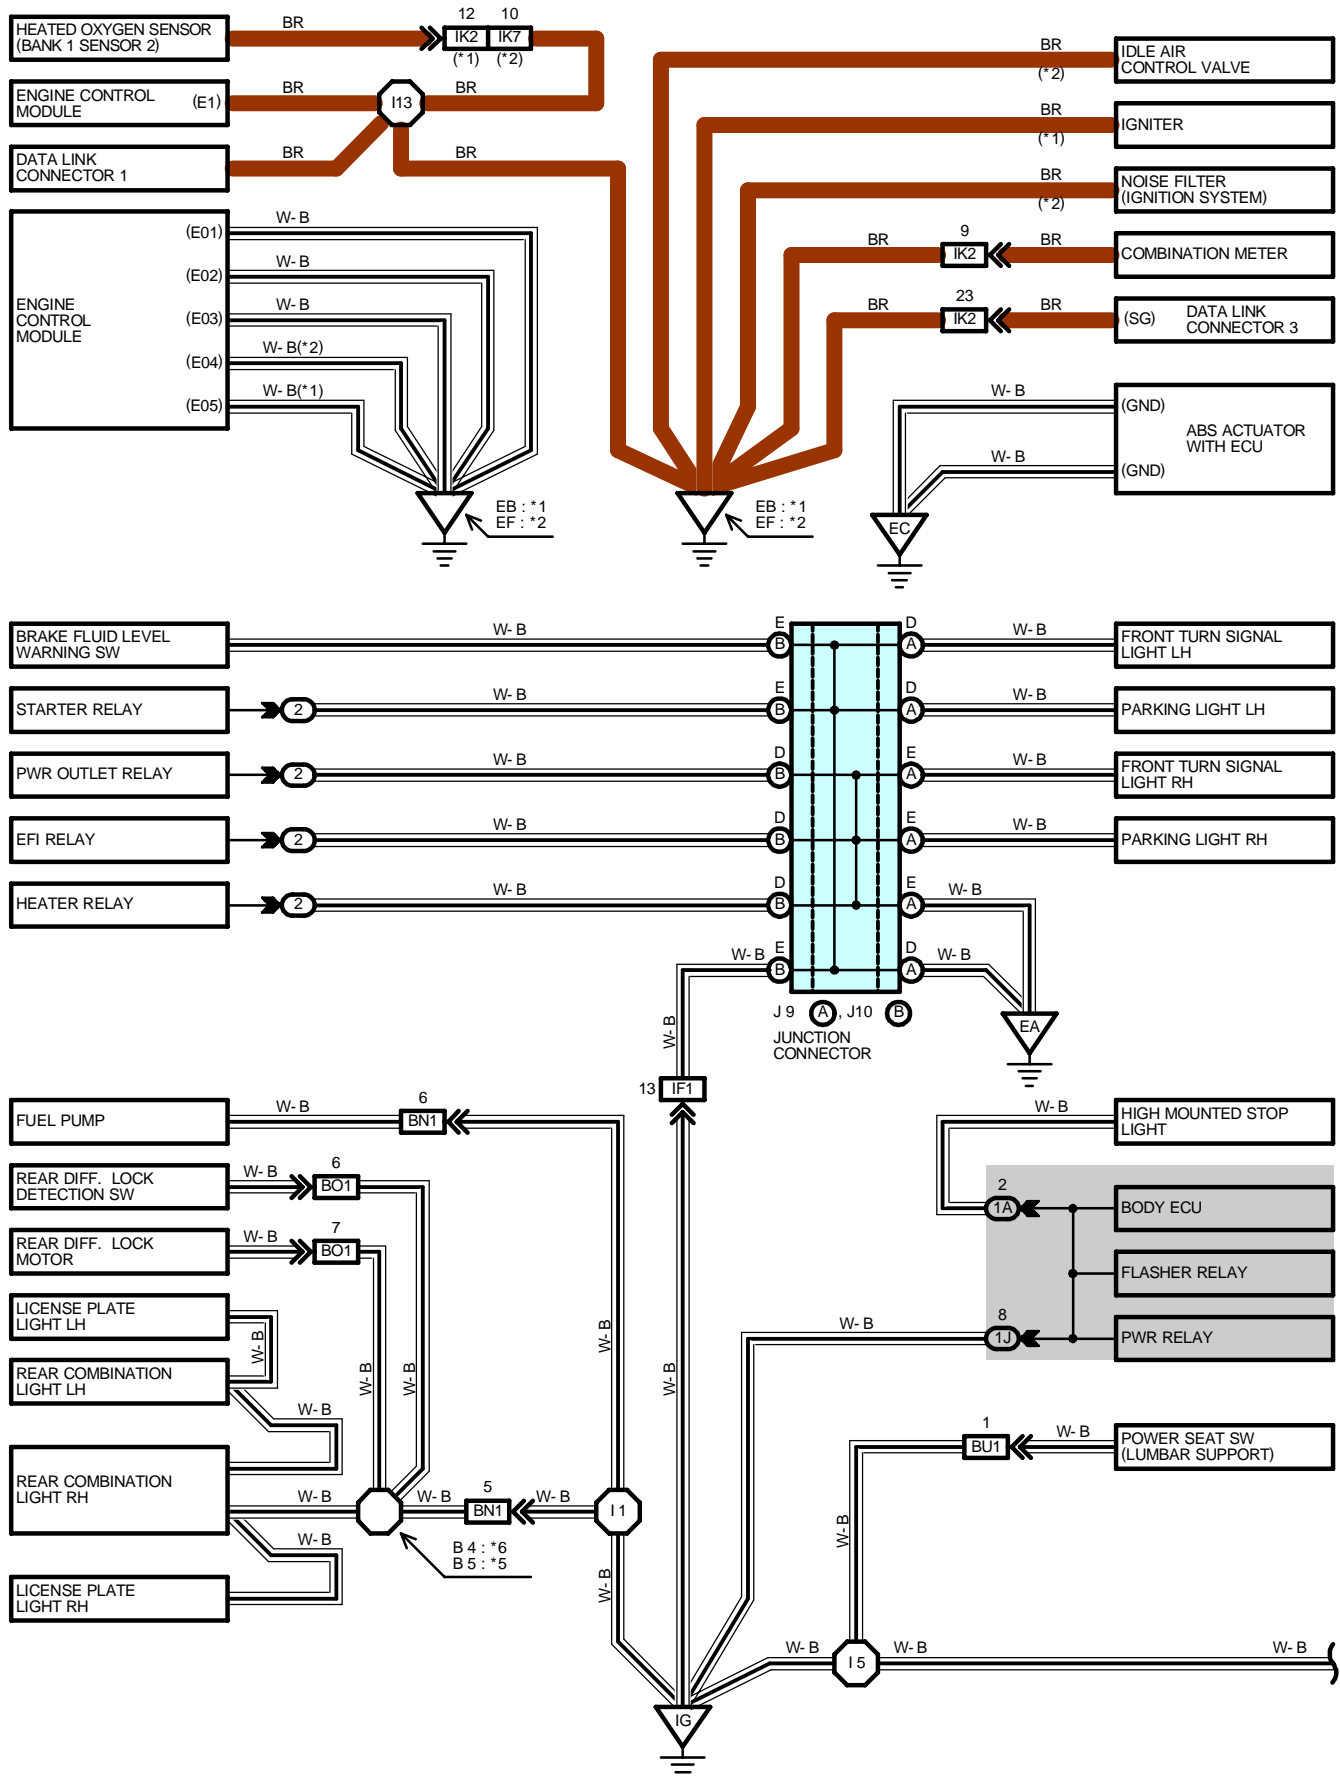 HEATED OXYGEN SENSOR
(BANK 1 SENSOR 2)
BR
12
10
IK2
IK7
(*1)
(*2)
ENGINE CONTROL
MODULE
(E1)
BR
I13
BR
DATA LINK
CONNECTOR 1
BR
BR
ENGINE
CONTROL
MODULE
(E01)
W-B
(E02)
W-B
(E03)
W-B
(E04)
W-B(*2)
(E05)
W-B(*1)
EB : *1
EF : *2
BR
(*2)
IDLE AIR
CONTROL VALVE
BR
(*1)
IGNITER
BR
(*2)
NOISE FILTER
(IGNITION SYSTEM)
BR
9
IK2
BR
COMBINATION METER
BR
23
IK2
BR
(SG)
DATA LINK
CONNECTOR 3
EB : *1
EF : *2
W-B
(GND)
ABS ACTUATOR
WITH ECU
W-B
(GND)
EC
BRAKE FLUID LEVEL
WARNING SW
W-B
E
B
D
A
W-B
FRONT TURN SIGNAL
LIGHT LH
STARTER RELAY
2
W-B
E
B
D
A
W-B
PARKING LIGHT LH
PWR OUTLET RELAY
2
W-B
D
B
E
A
W-B
FRONT TURN SIGNAL
LIGHT RH
EFI RELAY
2
W-B
D
B
E
A
W-B
PARKING LIGHT RH
HEATER RELAY
2
W-B
D
B
E
A
W-B
W-B
E
B
D
A
W-B
J 9 A , J10 B
JUNCTION
CONNECTOR
EA
W-B
13
IF1
FUEL PUMP
W-B
6
BN1
REAR DIFF. LOCK
DETECTION SW
W-B
6
BO1
REAR DIFF. LOCK
MOTOR
W-B
7
BO1
LICENSE PLATE
LIGHT LH
W-B
REAR COMBINATION
LIGHT LH
W-B
W-B
W-B
W-B
W-B
REAR COMBINATION
LIGHT RH
W-B
W-B
5
BN1
W-B
I 1
W-B
B 4 : *6
B 5 : *5
LICENSE PLATE
LIGHT RH
W-B
W-B
HIGH MOUNTED STOP
LIGHT
2
1A
BODY ECU
FLASHER RELAY
W-B
8
1J
PWR RELAY
1
BU1
W-B
POWER SEAT SW
(LUMBAR SUPPORT)
W-B
W-B
I 5
W-B
W-B
IG